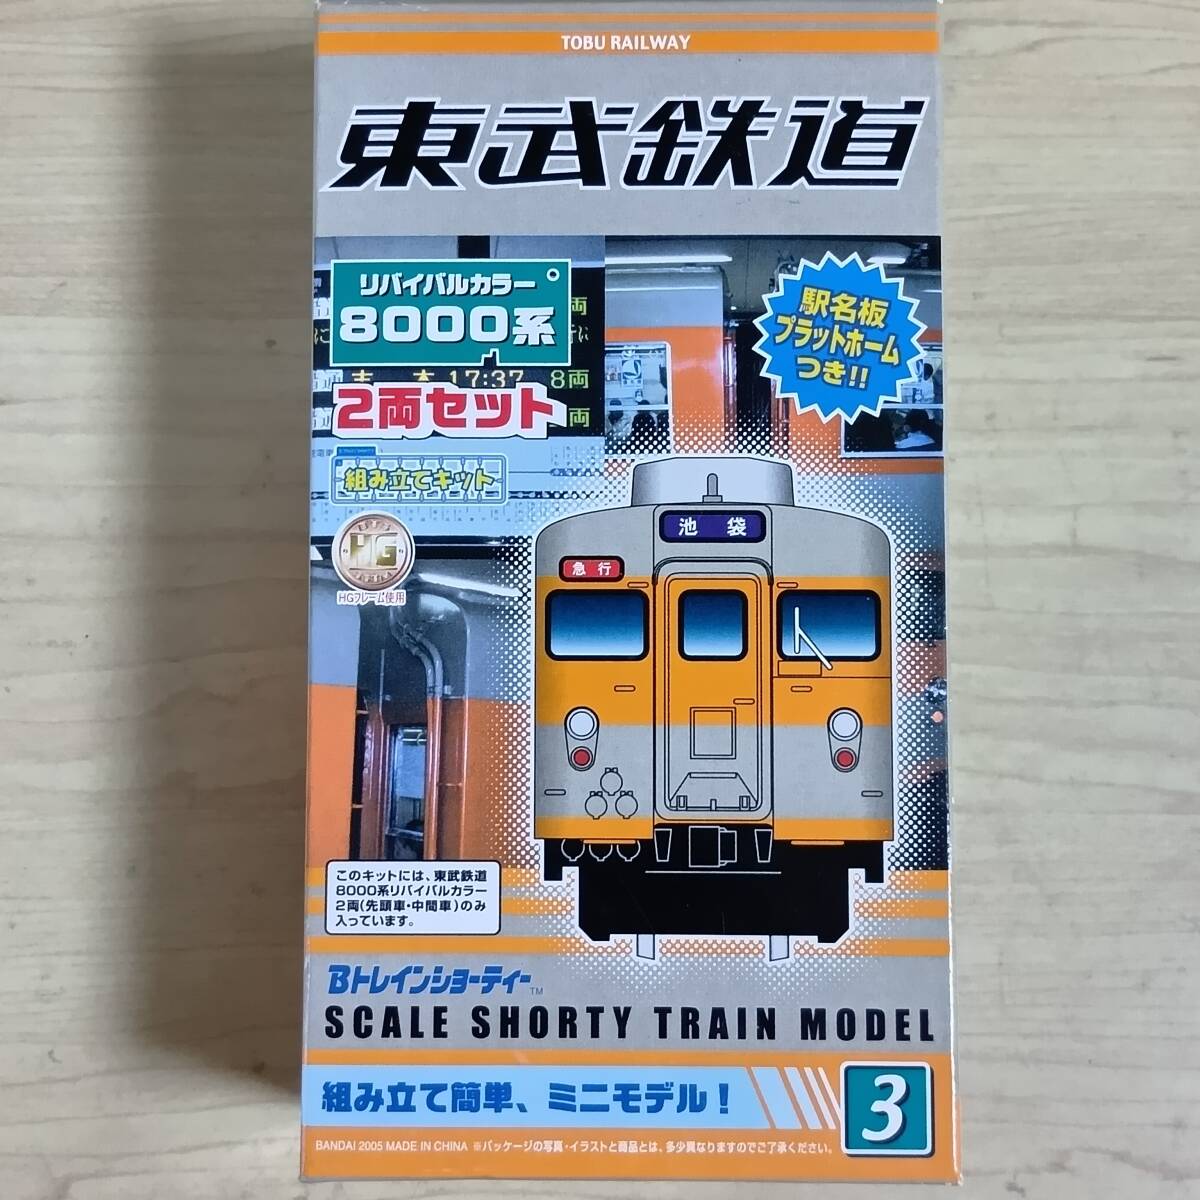 TOBU RAILWAY
東武鉄道
リバイバルカラー
8000系
2両セット
組み立てキット
駅名板
プラットホーム
つき!!
両
17:37 8両
両
HG
HGフレーム使用
池袋
急行
このキットには、東武鉄道
8000系リバイバルカラー
2両(先頭車・中間車)のみ
入っています。
Bトレインショーティー™
SCALE SHORTY TRAIN MODEL
組み立て簡単、ミニモデル!
3
BANDAI 2005 MADE IN CHINA ※パッケージの写真・イラストと商品とは、多少異なりますのでご了承ください。